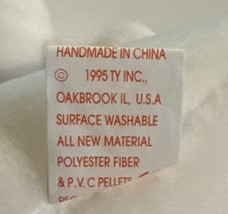 HANDMADE IN CHINA
© 1995 TY INC.,
OAKBROOK IL, U.S.A
SURFACE WASHABLE
ALL NEW MATERIAL
POLYESTER FIBER
& P.V.C PELLETS